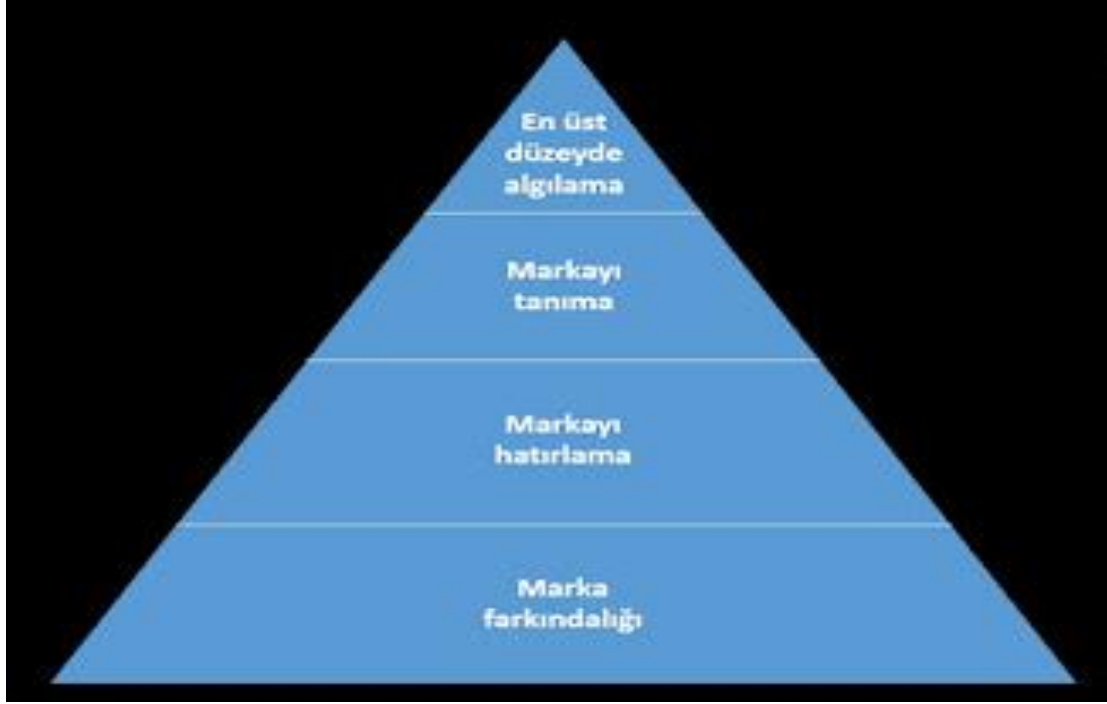 En üst
düzeyde
algılama
Markayı
tanıma
Markayı
hatırlama
Marka
farkındalığı